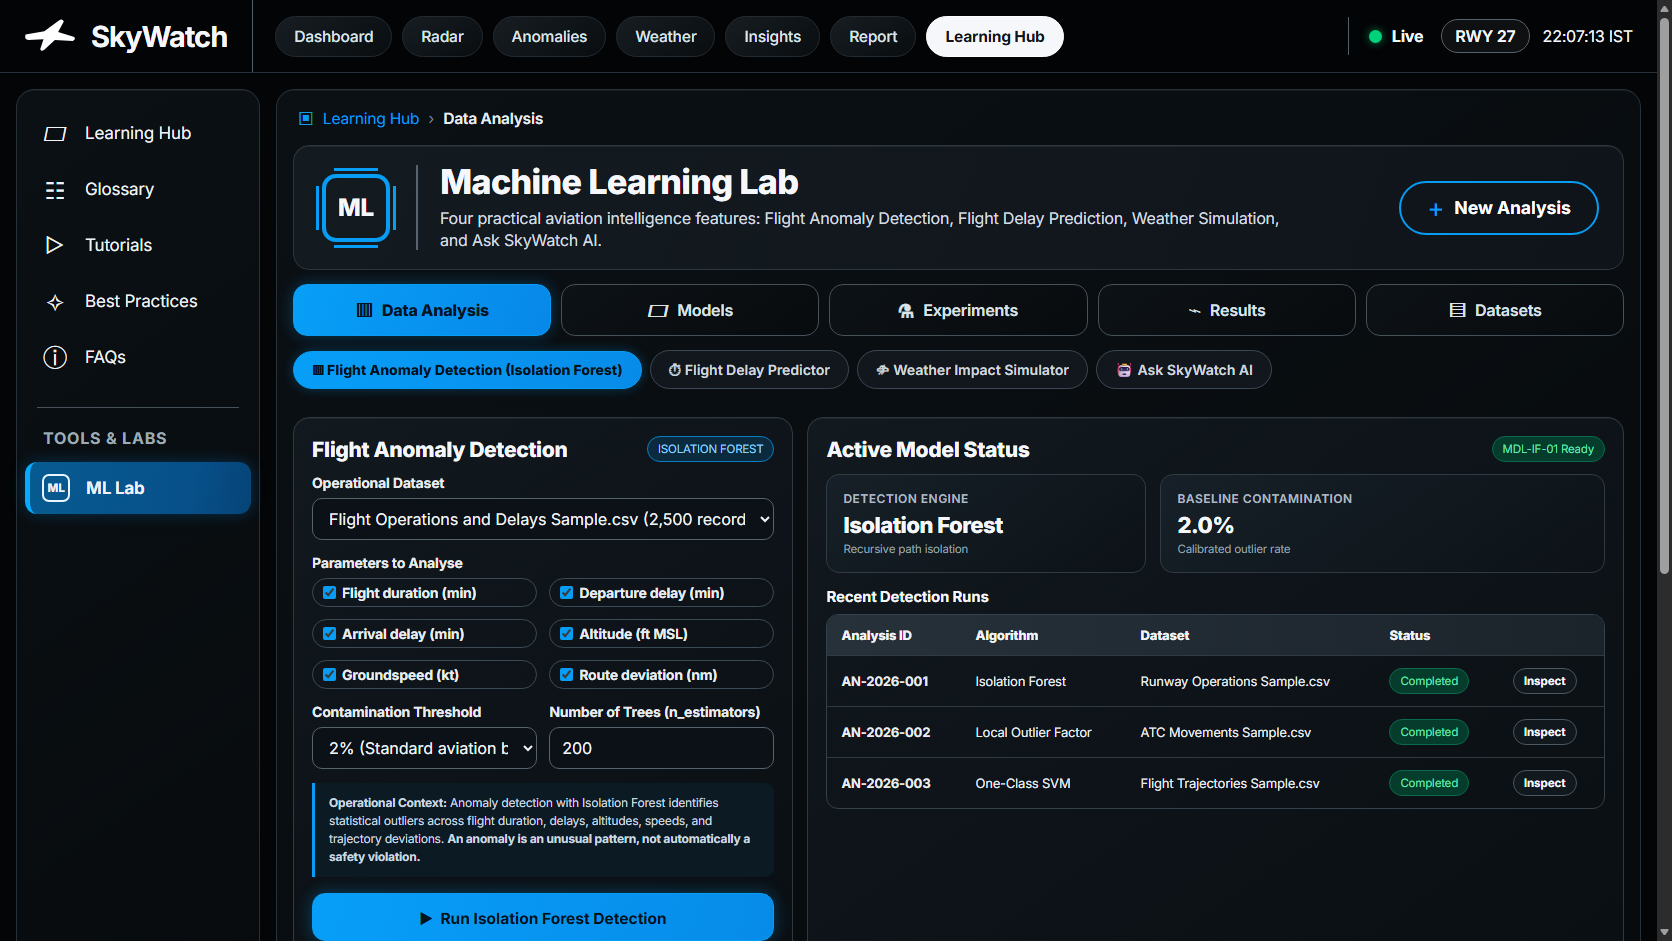 SkyWatch
Dashboard
Radar
Anomalies
Weather
Insights
Report
Learning Hub
Live
RWY 27
22:07:13 IST
Learning Hub
Glossary
Tutorials
Best Practices
FAQs
TOOLS & LABS
ML
ML Lab
Learning Hub › Data Analysis
ML
Machine Learning Lab
Four practical aviation intelligence features: Flight Anomaly Detection, Flight Delay Prediction, Weather Simulation,
and Ask SkyWatch AI.
+ New Analysis
Data Analysis
Models
Experiments
Results
Datasets
Flight Anomaly Detection (Isolation Forest)
Flight Delay Predictor
Weather Impact Simulator
Ask SkyWatch AI
Flight Anomaly Detection
ISOLATION FOREST
Operational Dataset
Flight Operations and Delays Sample.csv (2,500 record
Parameters to Analyse
Flight duration (min)
Departure delay (min)
Arrival delay (min)
Altitude (ft MSL)
Groundspeed (kt)
Route deviation (nm)
Contamination Threshold
Number of Trees (n_estimators)
2% (Standard aviation b
200
Operational Context: Anomaly detection with Isolation Forest identifies
statistical outliers across flight duration, delays, altitudes, speeds, and
trajectory deviations. An anomaly is an unusual pattern, not automatically a
safety violation.
Run Isolation Forest Detection
Active Model Status
MDL-IF-01 Ready
DETECTION ENGINE
Isolation Forest
Recursive path isolation
BASELINE CONTAMINATION
2.0%
Calibrated outlier rate
Recent Detection Runs
Analysis ID Algorithm Dataset Status
AN-2026-001 Isolation Forest Runway Operations Sample.csv Completed Inspect
AN-2026-002 Local Outlier Factor ATC Movements Sample.csv Completed Inspect
AN-2026-003 One-Class SVM Flight Trajectories Sample.csv Completed Inspect